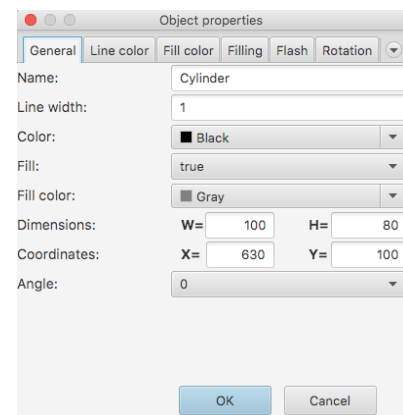 Object properties
General Line color Fill color Filling Flash Rotation
Name: Cylinder
Line width: 1
Color: Black
Fill: true
Fill color: Gray
Dimensions: W= 100 H= 80
Coordinates: X= 630 Y= 100
Angle: 0
OK Cancel